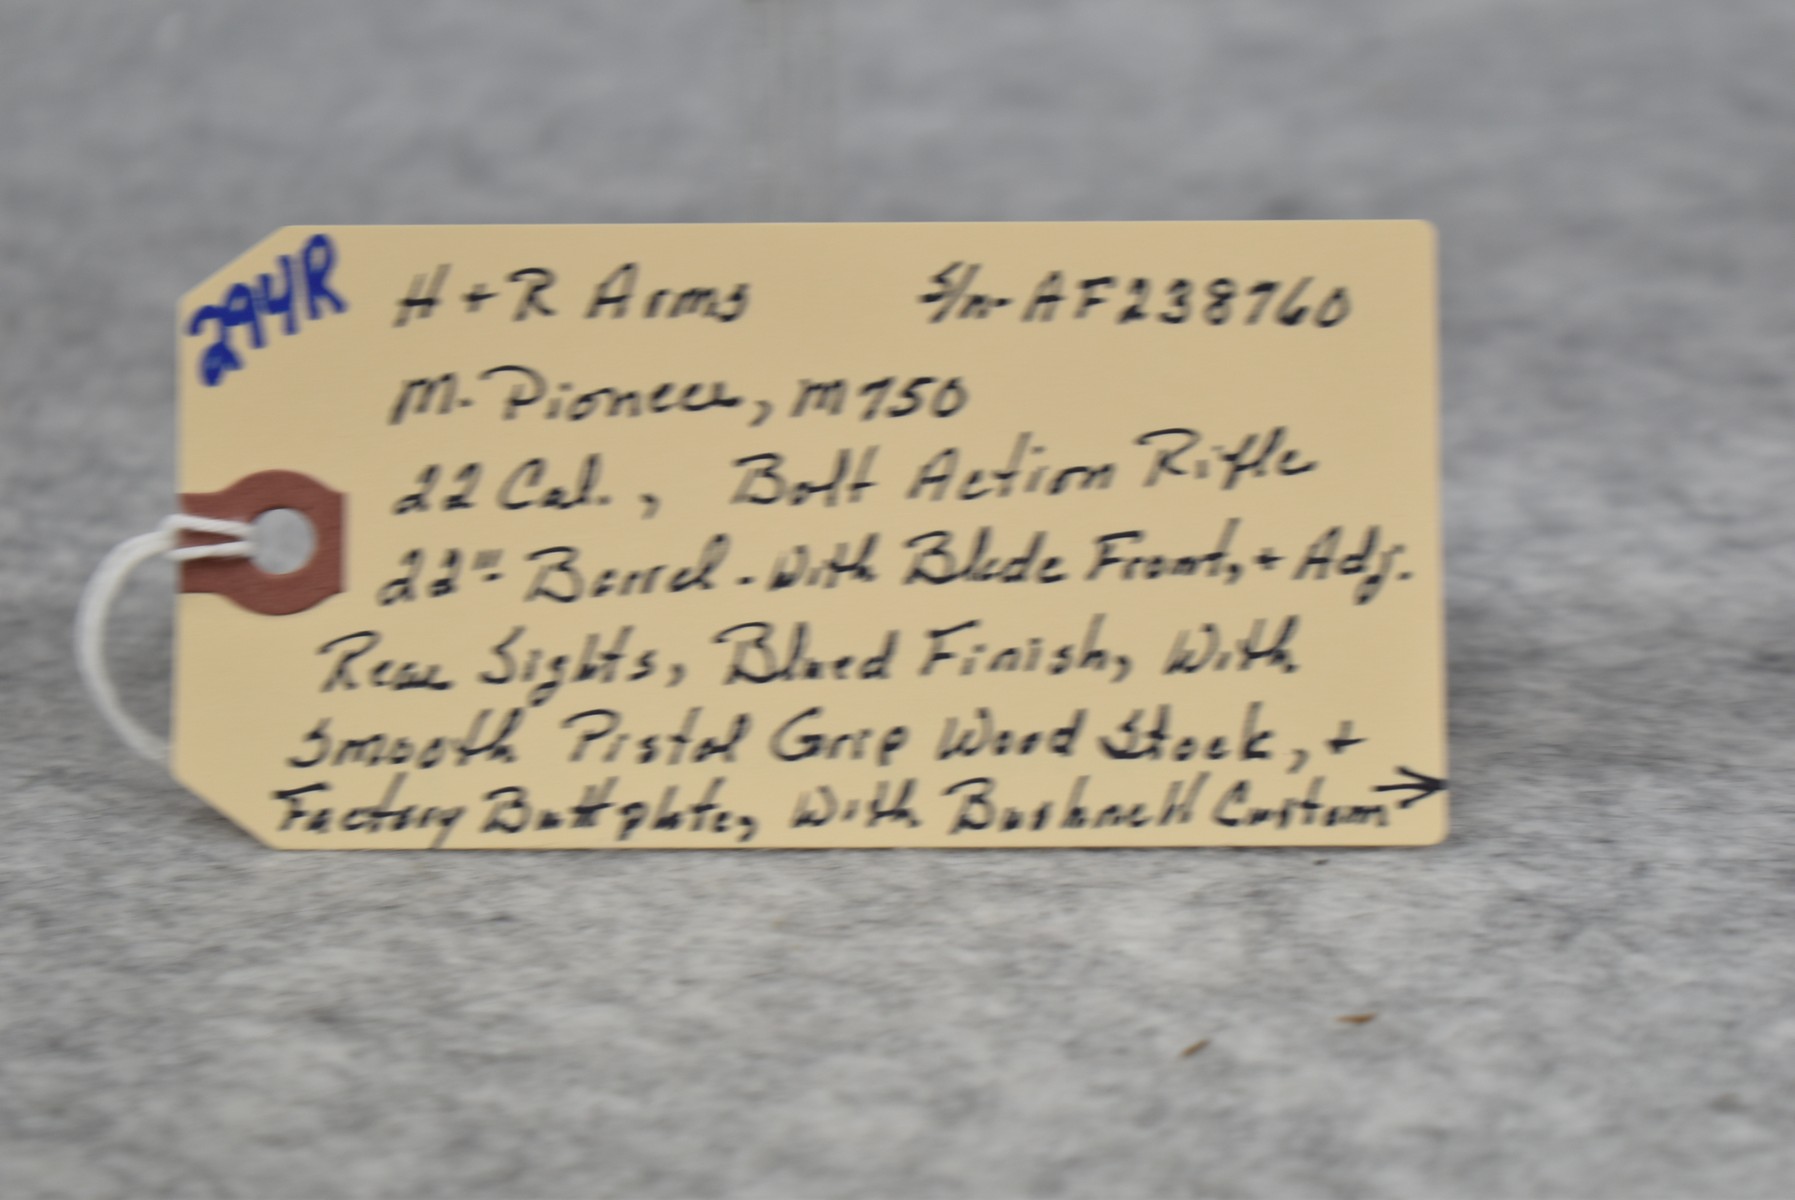 294R
H + R Arms S/n- AF238760
M. Pioneer, M750
22 Cal., Bolt Action Rifle
22"- Barrel - With Blade Front, + Adj.
Rear Sights, Blued Finish, With
Smooth Pistol Grip Wood Stock, +
Factory Buttplate, With Bushnell Custom →